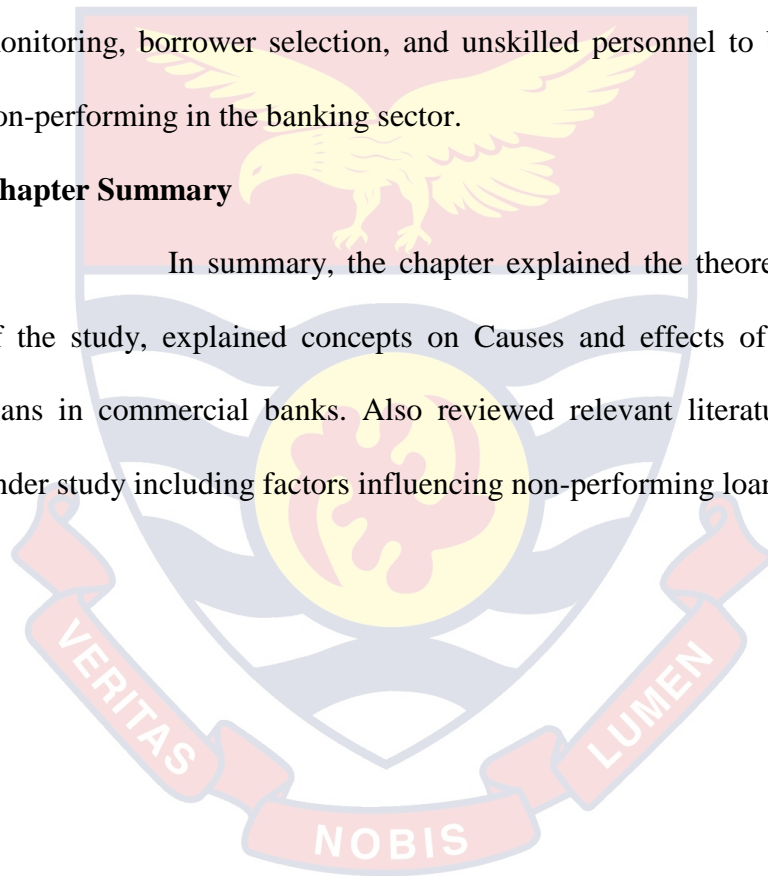 onitoring, borrower selection, and unskilled personnel to
on-performing in the banking sector.
hapter Summary
In summary, the chapter explained the theore
f the study, explained concepts on Causes and effects of
ans in commercial banks. Also reviewed relevant literatu
nder study including factors influencing non-performing loan
VERITAS
NOBIS
LUMEN